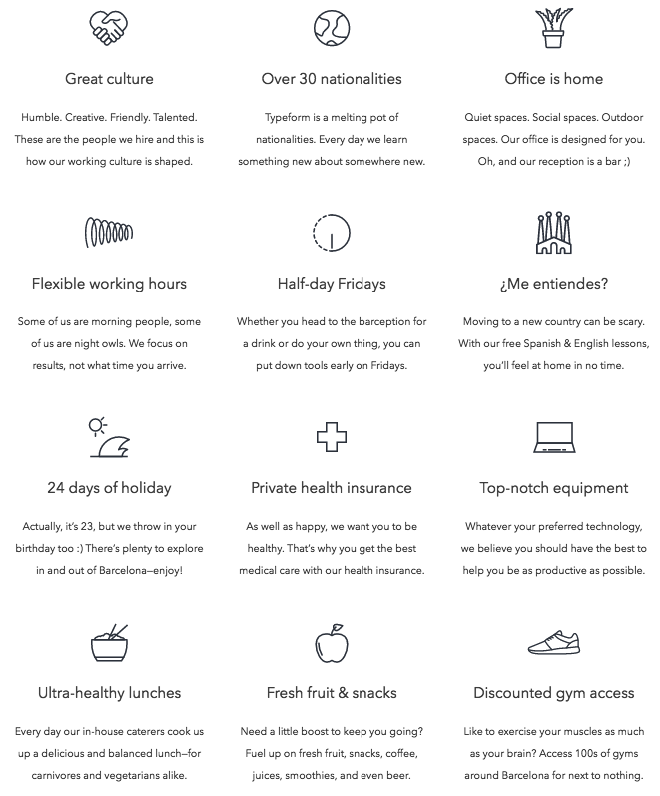 Great culture
Humble. Creative. Friendly. Talented.
These are the people we hire and this is
how our working culture is shaped.
Over 30 nationalities
Typeform is a melting pot of
nationalities. Every day we learn
something new about somewhere new.
Office is home
Quiet spaces. Social spaces. Outdoor
spaces. Our office is designed for you.
Oh, and our reception is a bar ;)
Flexible working hours
Some of us are morning people, some
of us are night owls. We focus on
results, not what time you arrive.
Half-day Fridays
Whether you head to the barception for
a drink or do your own thing, you can
put down tools early on Fridays.
¿Me entiendes?
Moving to a new country can be scary.
With our free Spanish & English lessons,
you'll feel at home in no time.
24 days of holiday
Actually, it's 23, but we throw in your
birthday too :) There's plenty to explore
in and out of Barcelona—enjoy!
Private health insurance
As well as happy, we want you to be
healthy. That's why you get the best
medical care with our health insurance.
Top-notch equipment
Whatever your preferred technology,
we believe you should have the best to
help you be as productive as possible.
Ultra-healthy lunches
Every day our in-house caterers cook us
up a delicious and balanced lunch—for
carnivores and vegetarians alike.
Fresh fruit & snacks
Need a little boost to keep you going?
Fuel up on fresh fruit, snacks, coffee,
juices, smoothies, and even beer.
Discounted gym access
Like to exercise your muscles as much
as your brain? Access 100s of gyms
around Barcelona for next to nothing.